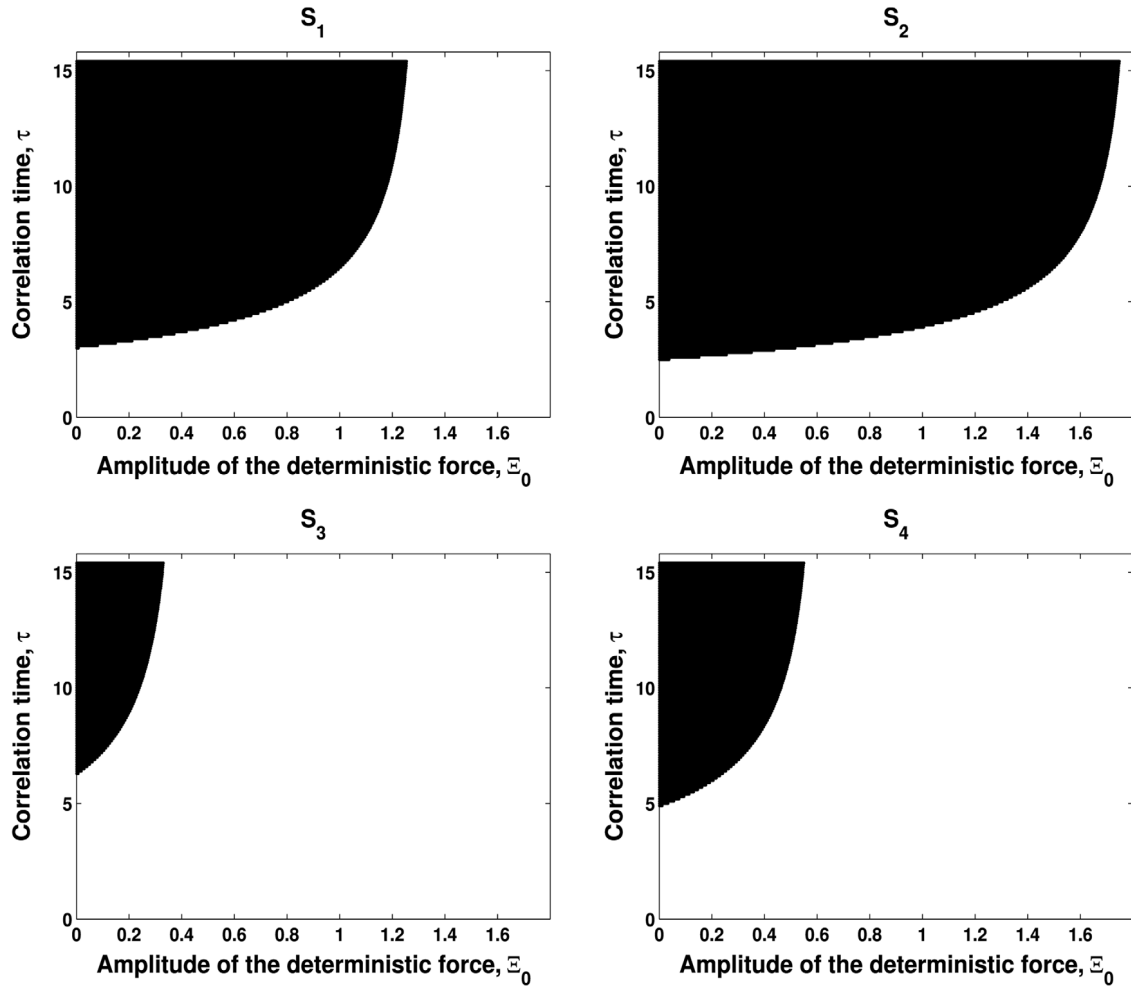 S1
15
10
5
0
Correlation time, τ
0 0.2 0.4 0.6 0.8 1 1.2 1.4 1.6
Amplitude of the deterministic force, Ξ0
S2
15
10
5
0
Correlation time, τ
0 0.2 0.4 0.6 0.8 1 1.2 1.4 1.6
Amplitude of the deterministic force, Ξ0
S3
15
10
5
0
Correlation time, τ
0 0.2 0.4 0.6 0.8 1 1.2 1.4 1.6
Amplitude of the deterministic force, Ξ0
S4
15
10
5
0
Correlation time, τ
0 0.2 0.4 0.6 0.8 1 1.2 1.4 1.6
Amplitude of the deterministic force, Ξ0